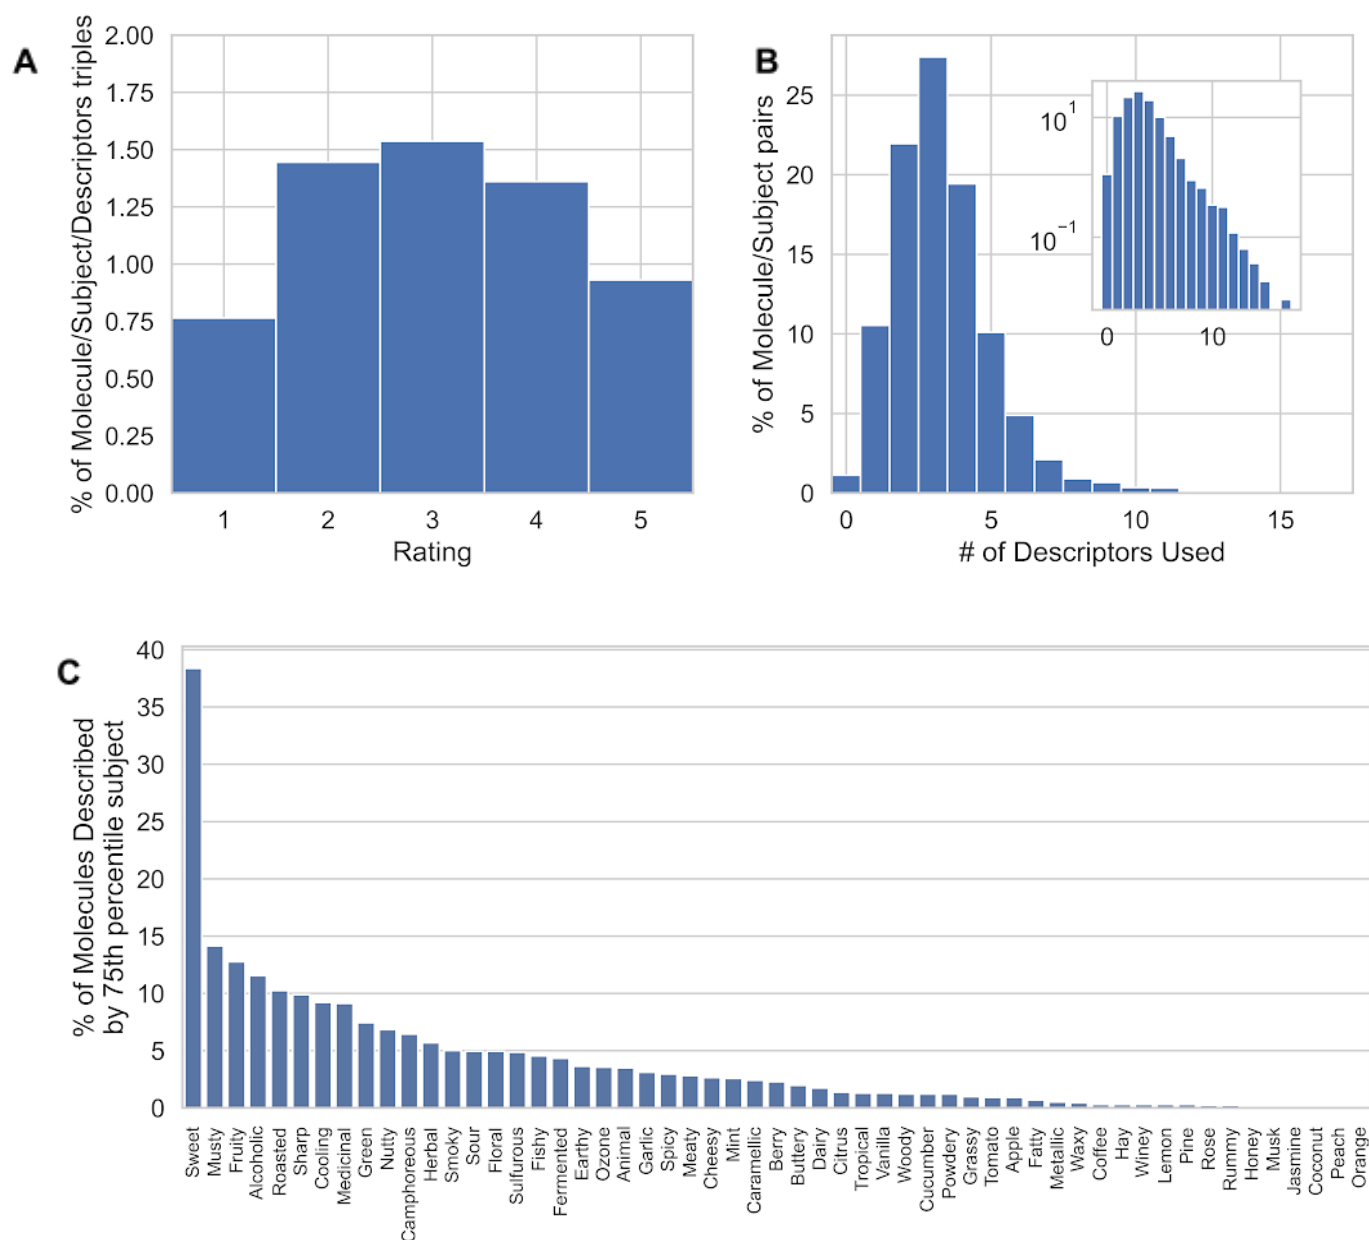 A
% of Molecule/Subject/Descriptors triples
2.00
1.75
1.50
1.25
1.00
0.75
0.50
0.25
0.00
1 2 3 4 5
Rating
B
% of Molecule/Subject pairs
25
20
15
10
5
0
0 5 10 15
# of Descriptors Used
10¹
10⁻¹
0 10
C
% of Molecules Described
by 75th percentile subject
40
35
30
25
20
15
10
5
0
Sweet
Musty
Fruity
Alcoholic
Roasted
Sharp
Cooling
Medicinal
Green
Nutty
Camphoreous
Herbal
Smoky
Sour
Floral
Sulfurous
Fishy
Fermented
Earthy
Ozone
Animal
Garlic
Spicy
Meaty
Cheesy
Mint
Caramellic
Berry
Buttery
Dairy
Citrus
Tropical
Vanilla
Woody
Cucumber
Powdery
Grassy
Tomato
Apple
Fatty
Metallic
Waxy
Coffee
Hay
Winey
Lemon
Pine
Rose
Rummy
Honey
Musk
Jasmine
Coconut
Peach
Orange